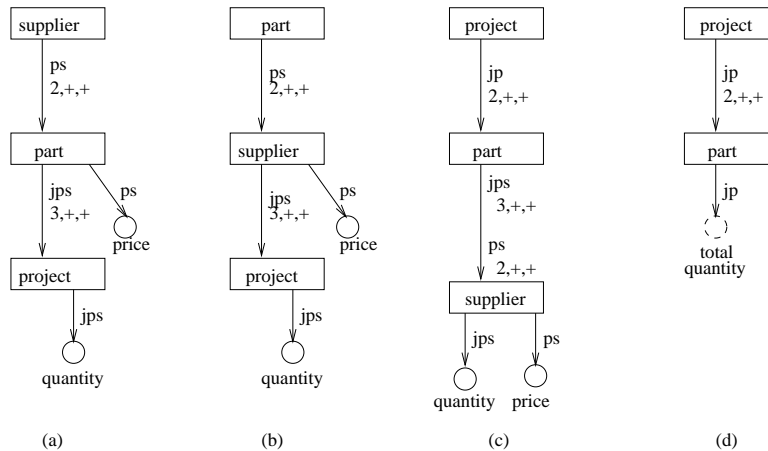 supplier
ps
2,+,+
part
jps
3,+,+
ps
price
project
jps
quantity
(a)
part
ps
2,+,+
supplier
jps
3,+,+
ps
price
project
jps
quantity
(b)
project
jp
2,+,+
part
jps
3,+,+
ps
2,+,+
supplier
jps
ps
quantity
price
(c)
project
jp
2,+,+
part
jp
total
quantity
(d)